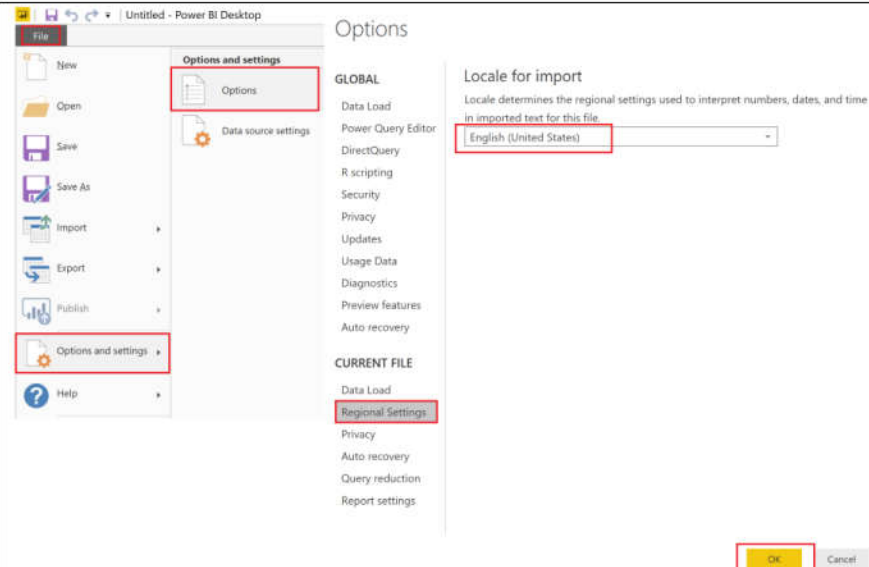 Untitled - Power BI Desktop
File
New
Open
Save
Save As
Import
Export
Publish
Options and settings
Help
Options and settings
Options
Data source settings
Options
GLOBAL
Data Load
Power Query Editor
DirectQuery
R scripting
Security
Privacy
Updates
Usage Data
Diagnostics
Preview features
Auto recovery
CURRENT FILE
Data Load
Regional Settings
Privacy
Auto recovery
Query reduction
Report settings
Locale for import
Locale determines the regional settings used to interpret numbers, dates, and time
in imported text for this file.
English (United States)
OK
Cancel